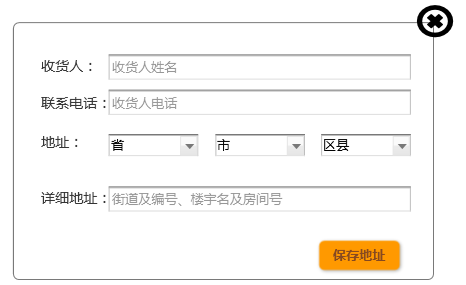 收货人： 收货人姓名
联系电话： 收货人电话
地址： 省 市 区县
详细地址： 街道及编号、楼宇名及房间号
保存地址